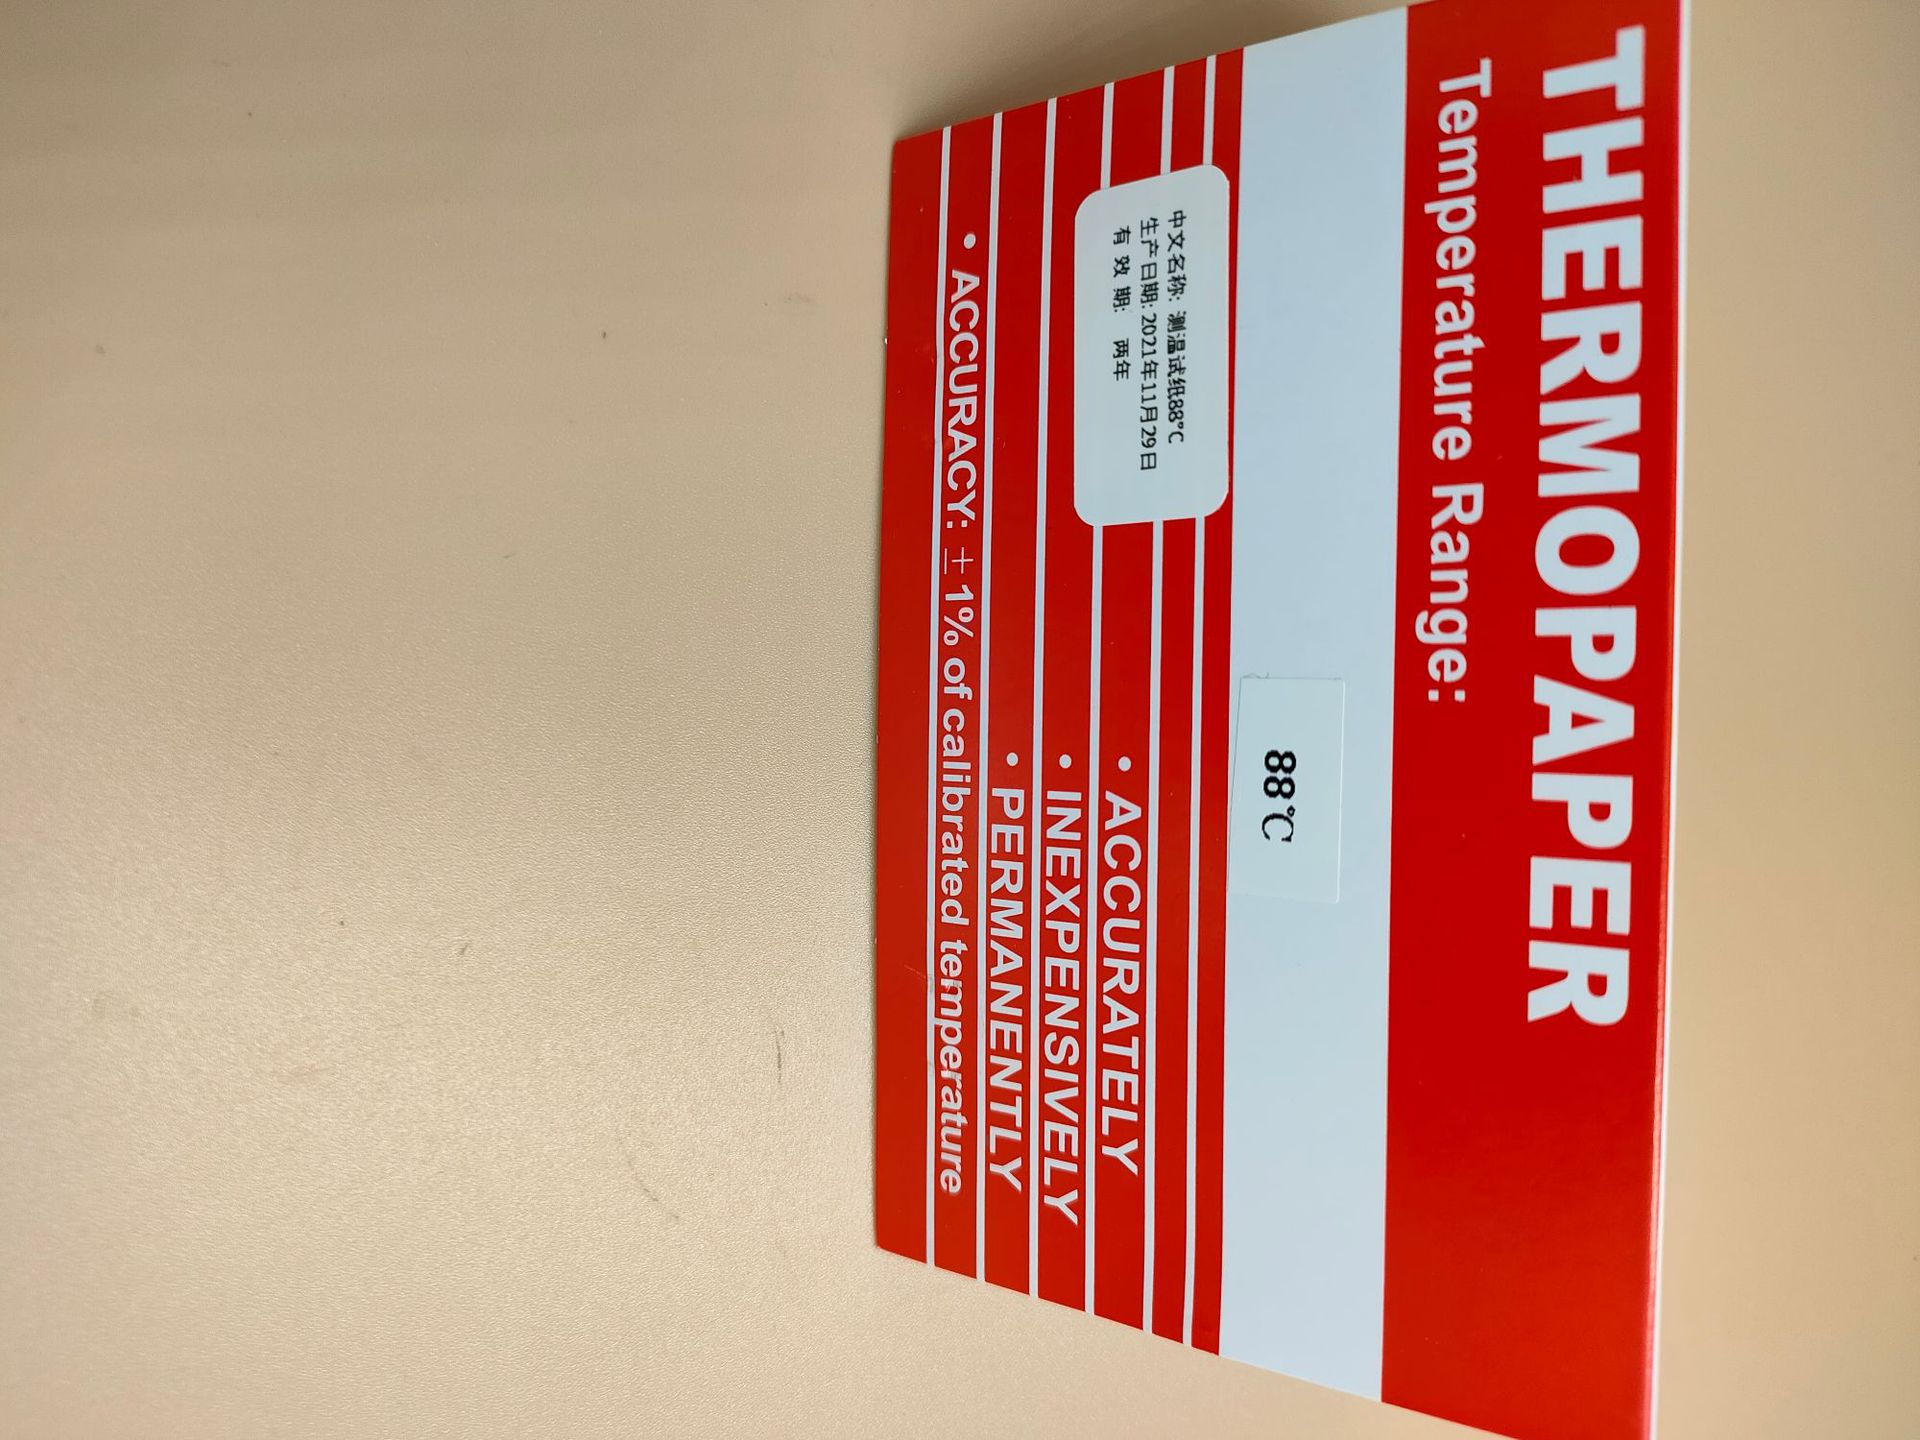 THERMOPAPER
Temperature Range:
88℃
中文名称: 测温试纸88℃
生产日期: 2021年11月29日
有 效 期: 两年
• ACCURATELY
• INEXPENSIVELY
• PERMANENTLY
• ACCURACY: ± 1% of calibrated temperature